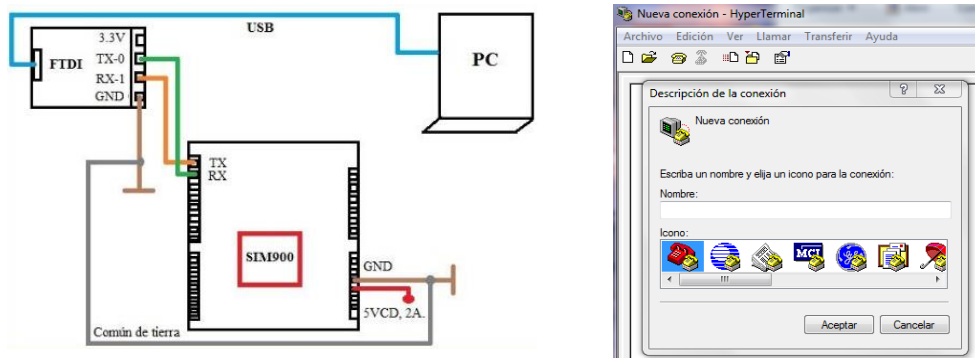 USB
3.3V
FTDI
TX-0
RX-1
GND
PC
TX
RX
SIM900
GND
5VCD, 2A.
Común de tierra
Nueva conexión - HyperTerminal
Archivo Edición Ver Llamar Transferir Ayuda
Descripción de la conexión
Nueva conexión
Escriba un nombre y elija un icono para la conexión:
Nombre:
Icono:
MCI
Aceptar Cancelar